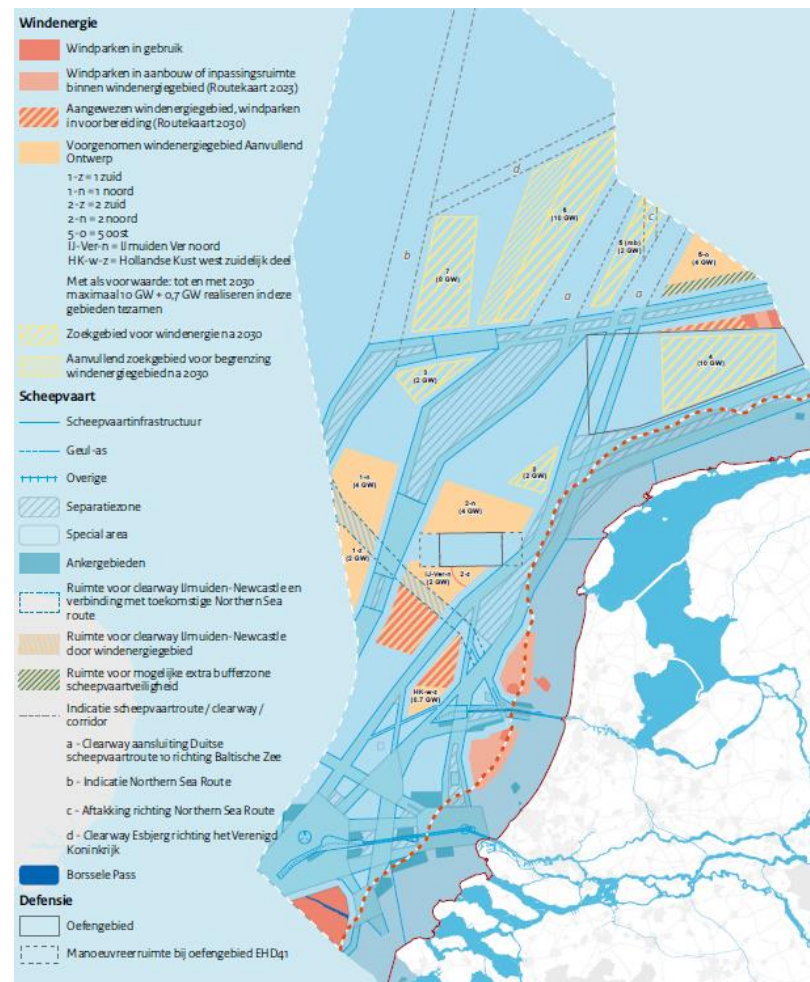 Windenergie
Windparken in gebruik
Windparken in aanbouw of inpassingsruimte
binnen windenergiegebied (Routekaart 2023)
Aangewezen windenergiegebied, windparken
in voorbereiding (Routekaart 2030)
Voorgenomen windenergiegebied Aanvullend
Ontwerp
1-z = 1 zuid
1-n = 1 noord
2-z = 2 zuid
2-n = 2 noord
5-o = 5 oost
IJ-Ver-n = IJmuiden Ver noord
HK-w-z = Hollandse Kust west zuidelijk deel
Met als voorwaarde: tot en met 2030
maximaal 10 GW + 0,7 GW realiseren in deze
gebieden tezamen
Zoekgebied voor windenergie na 2030
Aanvullend zoekgebied voor begrenzing
windenergiegebied na 2030
Scheepvaart
Scheepvaartinfrastructuur
Geul-as
Overige
Separatiezone
Special area
Ankergebieden
Ruimte voor clearway IJmuiden-Newcastle en
verbinding met toekomstige Northern Sea
route
Ruimte voor clearway IJmuiden-Newcastle
door windenergiegebied
Ruimte voor mogelijke extra bufferzone
scheepvaartveiligheid
Indicatie scheepvaartroute / clearway /
corridor
a - Clearway aansluiting Duitse
scheepvaartroute 10 richting Baltische Zee
b - Indicatie Northern Sea Route
c - Aftakking richting Northern Sea Route
d - Clearway Esbjerg richting het Verenigd
Koninkrijk
Borssele Pass
Defensie
Oefengebied
Manoeuvreerruimte bij oefengebied EHD41
d
6
(10 GW)
c
b
7
5 (mb)
(2 GW)
5-o
(4 GW)
a
a
4
(10 GW)
3
(2 GW)
(2 GW)
1-n
(4 GW)
2-n
(4 GW)
1-z
(2 GW)
IJ-Ver-n
(2 GW)
2-z
HK-w-z
(0.7 GW)